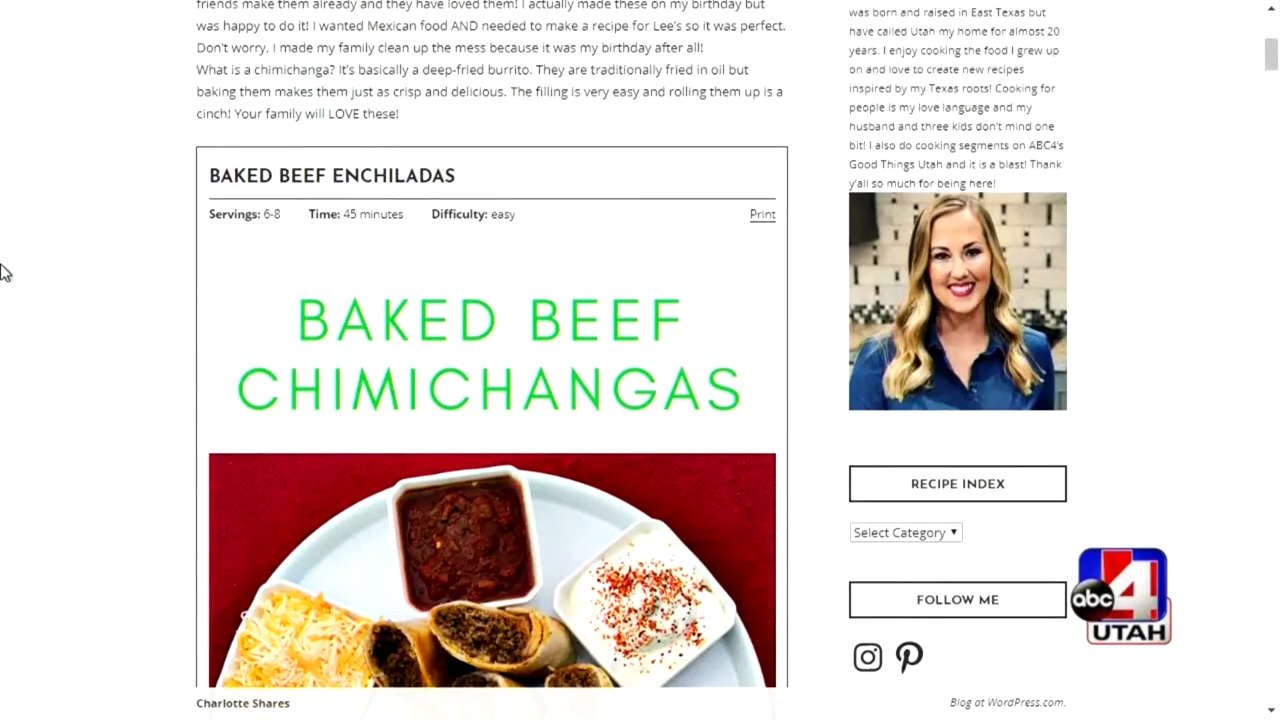 friends make them already and they have loved them! I actually made these on my birthday but
was happy to do it! I wanted Mexican food AND needed to make a recipe for Lee's so it was perfect.
Don't worry, I made my family clean up the mess because it was my birthday after all!
What is a chimichanga? It's basically a deep-fried burrito. They are traditionally fried in oil but
baking them makes them just as crisp and delicious. The filling is very easy and rolling them up is a
cinch! Your family will LOVE these!
BAKED BEEF ENCHILADAS
Servings: 6-8 Time: 45 minutes Difficulty: easy Print
BAKED BEEF
CHIMICHANGAS
Charlotte Shares
was born and raised in East Texas but
have called Utah my home for almost 20
years. I enjoy cooking the food I grew up
on and love to create new recipes
inspired by my Texas roots! Cooking for
people is my love language and my
husband and three kids don't mind one
bit! I also do cooking segments on ABC4's
Good Things Utah and it is a blast! Thank
y'all so much for being here!
RECIPE INDEX
Select Category
FOLLOW ME
abc 4
UTAH
Blog at WordPress.com.